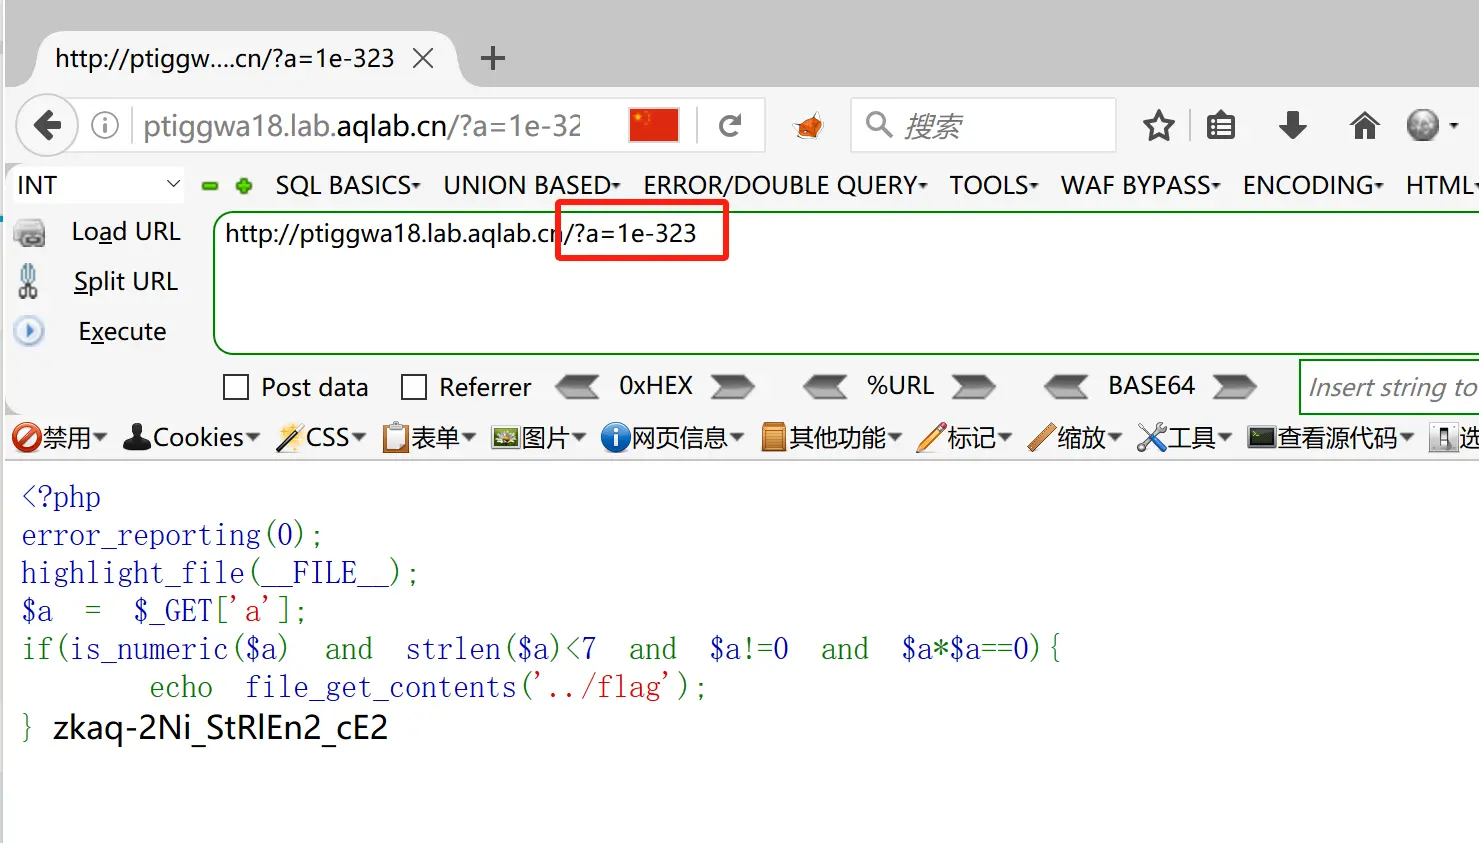 http://ptiggw....cn/?a=1e-323
ptiggwa18.lab.aqlab.cn/?a=1e-32 搜索
INT SQL BASICS UNION BASED ERROR/DOUBLE QUERY TOOLS WAF BYPASS ENCODING HTML
Load URL http://ptiggwa18.lab.aqlab.cn/?a=1e-323
Split URL
Execute
Post data Referrer 0xHEX %URL BASE64 Insert string to
禁用 Cookies CSS 表单 图片 网页信息 其他功能 标记 缩放 工具 查看源代码 选
<?php
error_reporting(0);
highlight_file(__FILE__);
$a = $_GET['a'];
if(is_numeric($a) and strlen($a)<7 and $a!=0 and $a*$a==0){
echo file_get_contents('../flag');
} zkaq-2Ni_StRlEn2_cE2